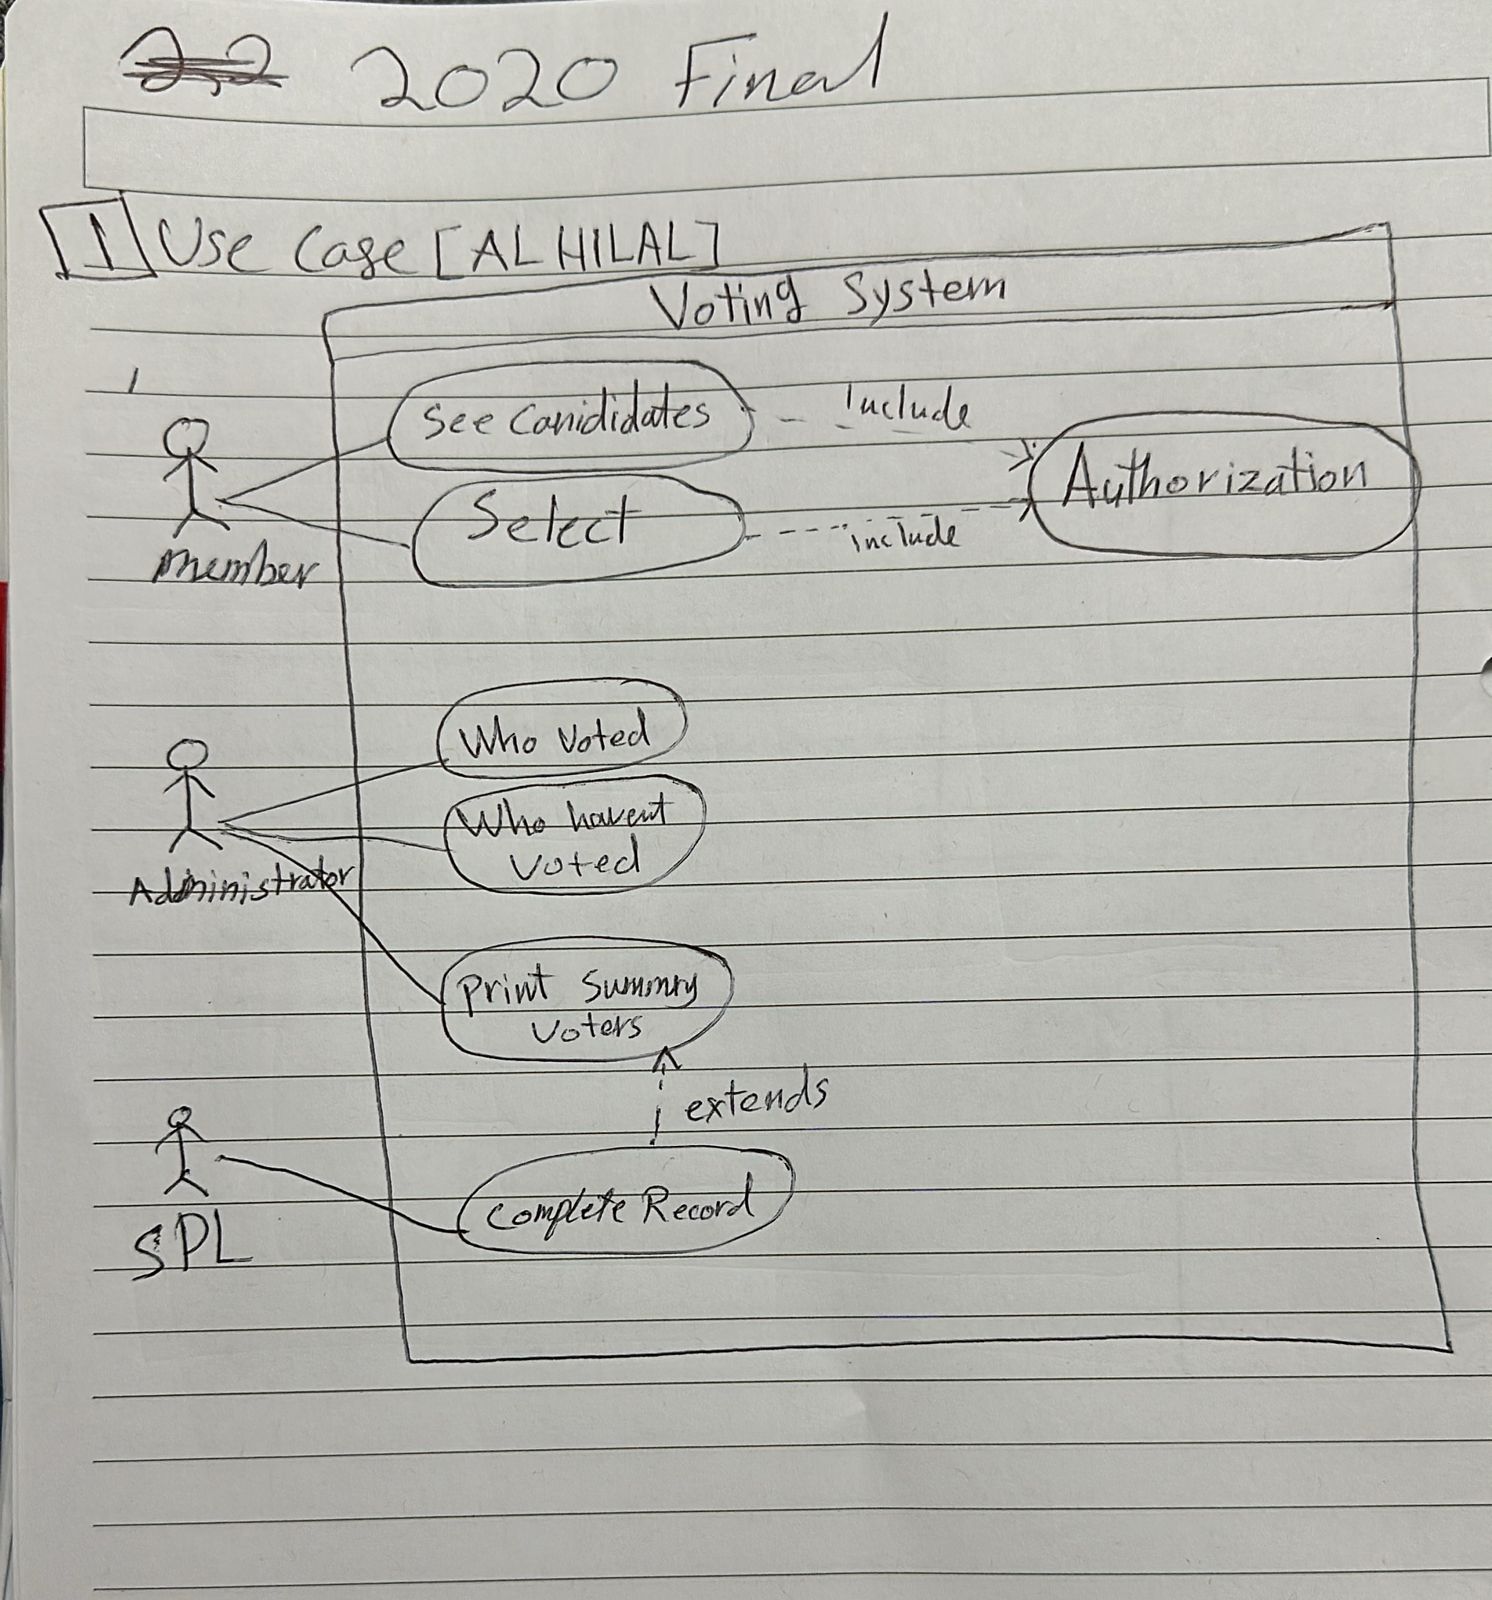 2020 Final
1 Use Case [AL HILAL]
Voting System
See Canididates
include
Authorization
Select
include
member
Who Voted
Who havent
Voted
Administrator
Print Summry
Voters
extends
Complete Record
SPL